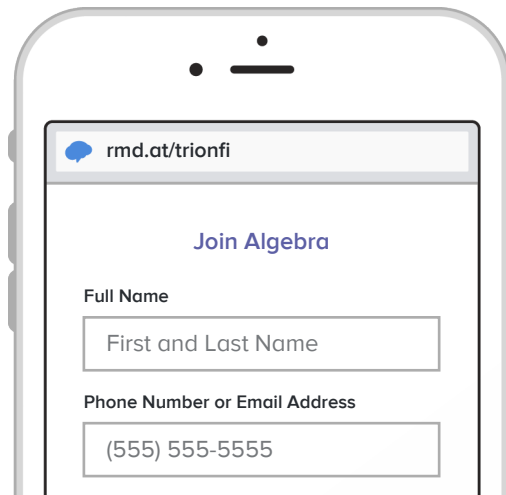 rmd.at/trionfi
Join Algebra
Full Name
First and Last Name
Phone Number or Email Address
(555) 555-5555